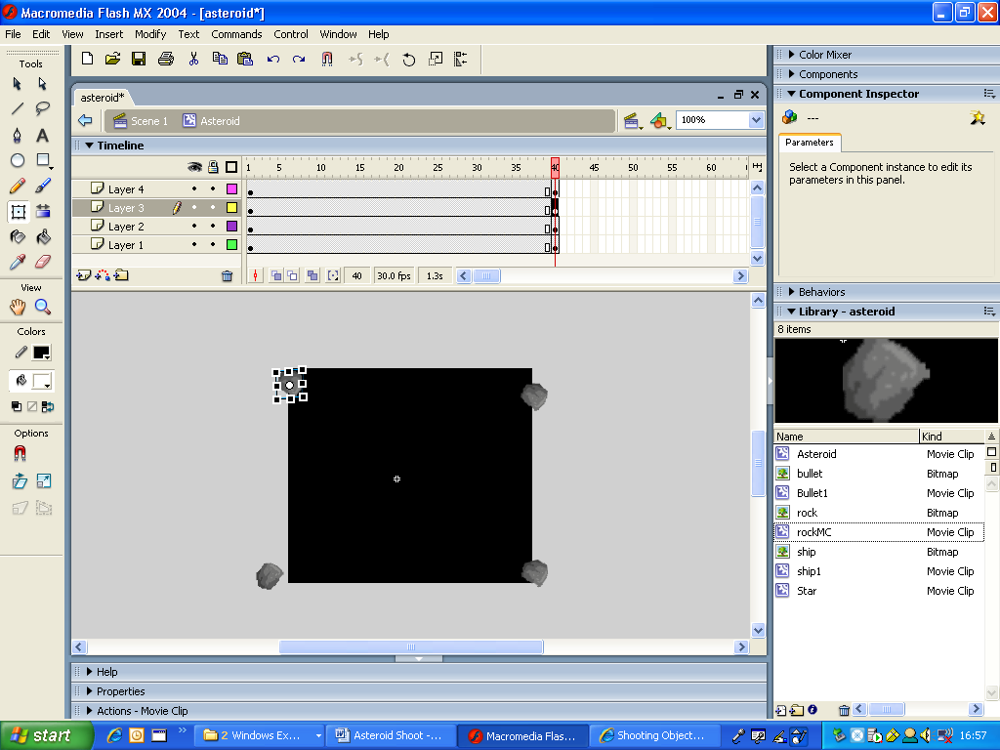 Macromedia Flash MX 2004 - [asteroid*]
File Edit View Insert Modify Text Commands Control Window Help
Tools
View
Colors
Options
asteroid*
Scene 1 Asteroid 100%
Timeline
1 5 10 15 20 25 30 35 40 45 50 55 60
Layer 4
Layer 3
Layer 2
Layer 1
40 30.0 fps 1.3s
Help
Properties
Actions - Movie Clip
Color Mixer
Components
Component Inspector
---
Parameters
Select a Component instance to edit its
parameters in this panel.
Behaviors
Library - asteroid
8 items
Name Kind
Asteroid Movie Clip
bullet Bitmap
Bullet1 Movie Clip
rock Bitmap
rockMC Movie Clip
ship Bitmap
ship1 Movie Clip
Star Movie Clip
start 2 Windows Ex... Asteroid Shoot -... Macromedia Flas... Shooting Object... 16:57